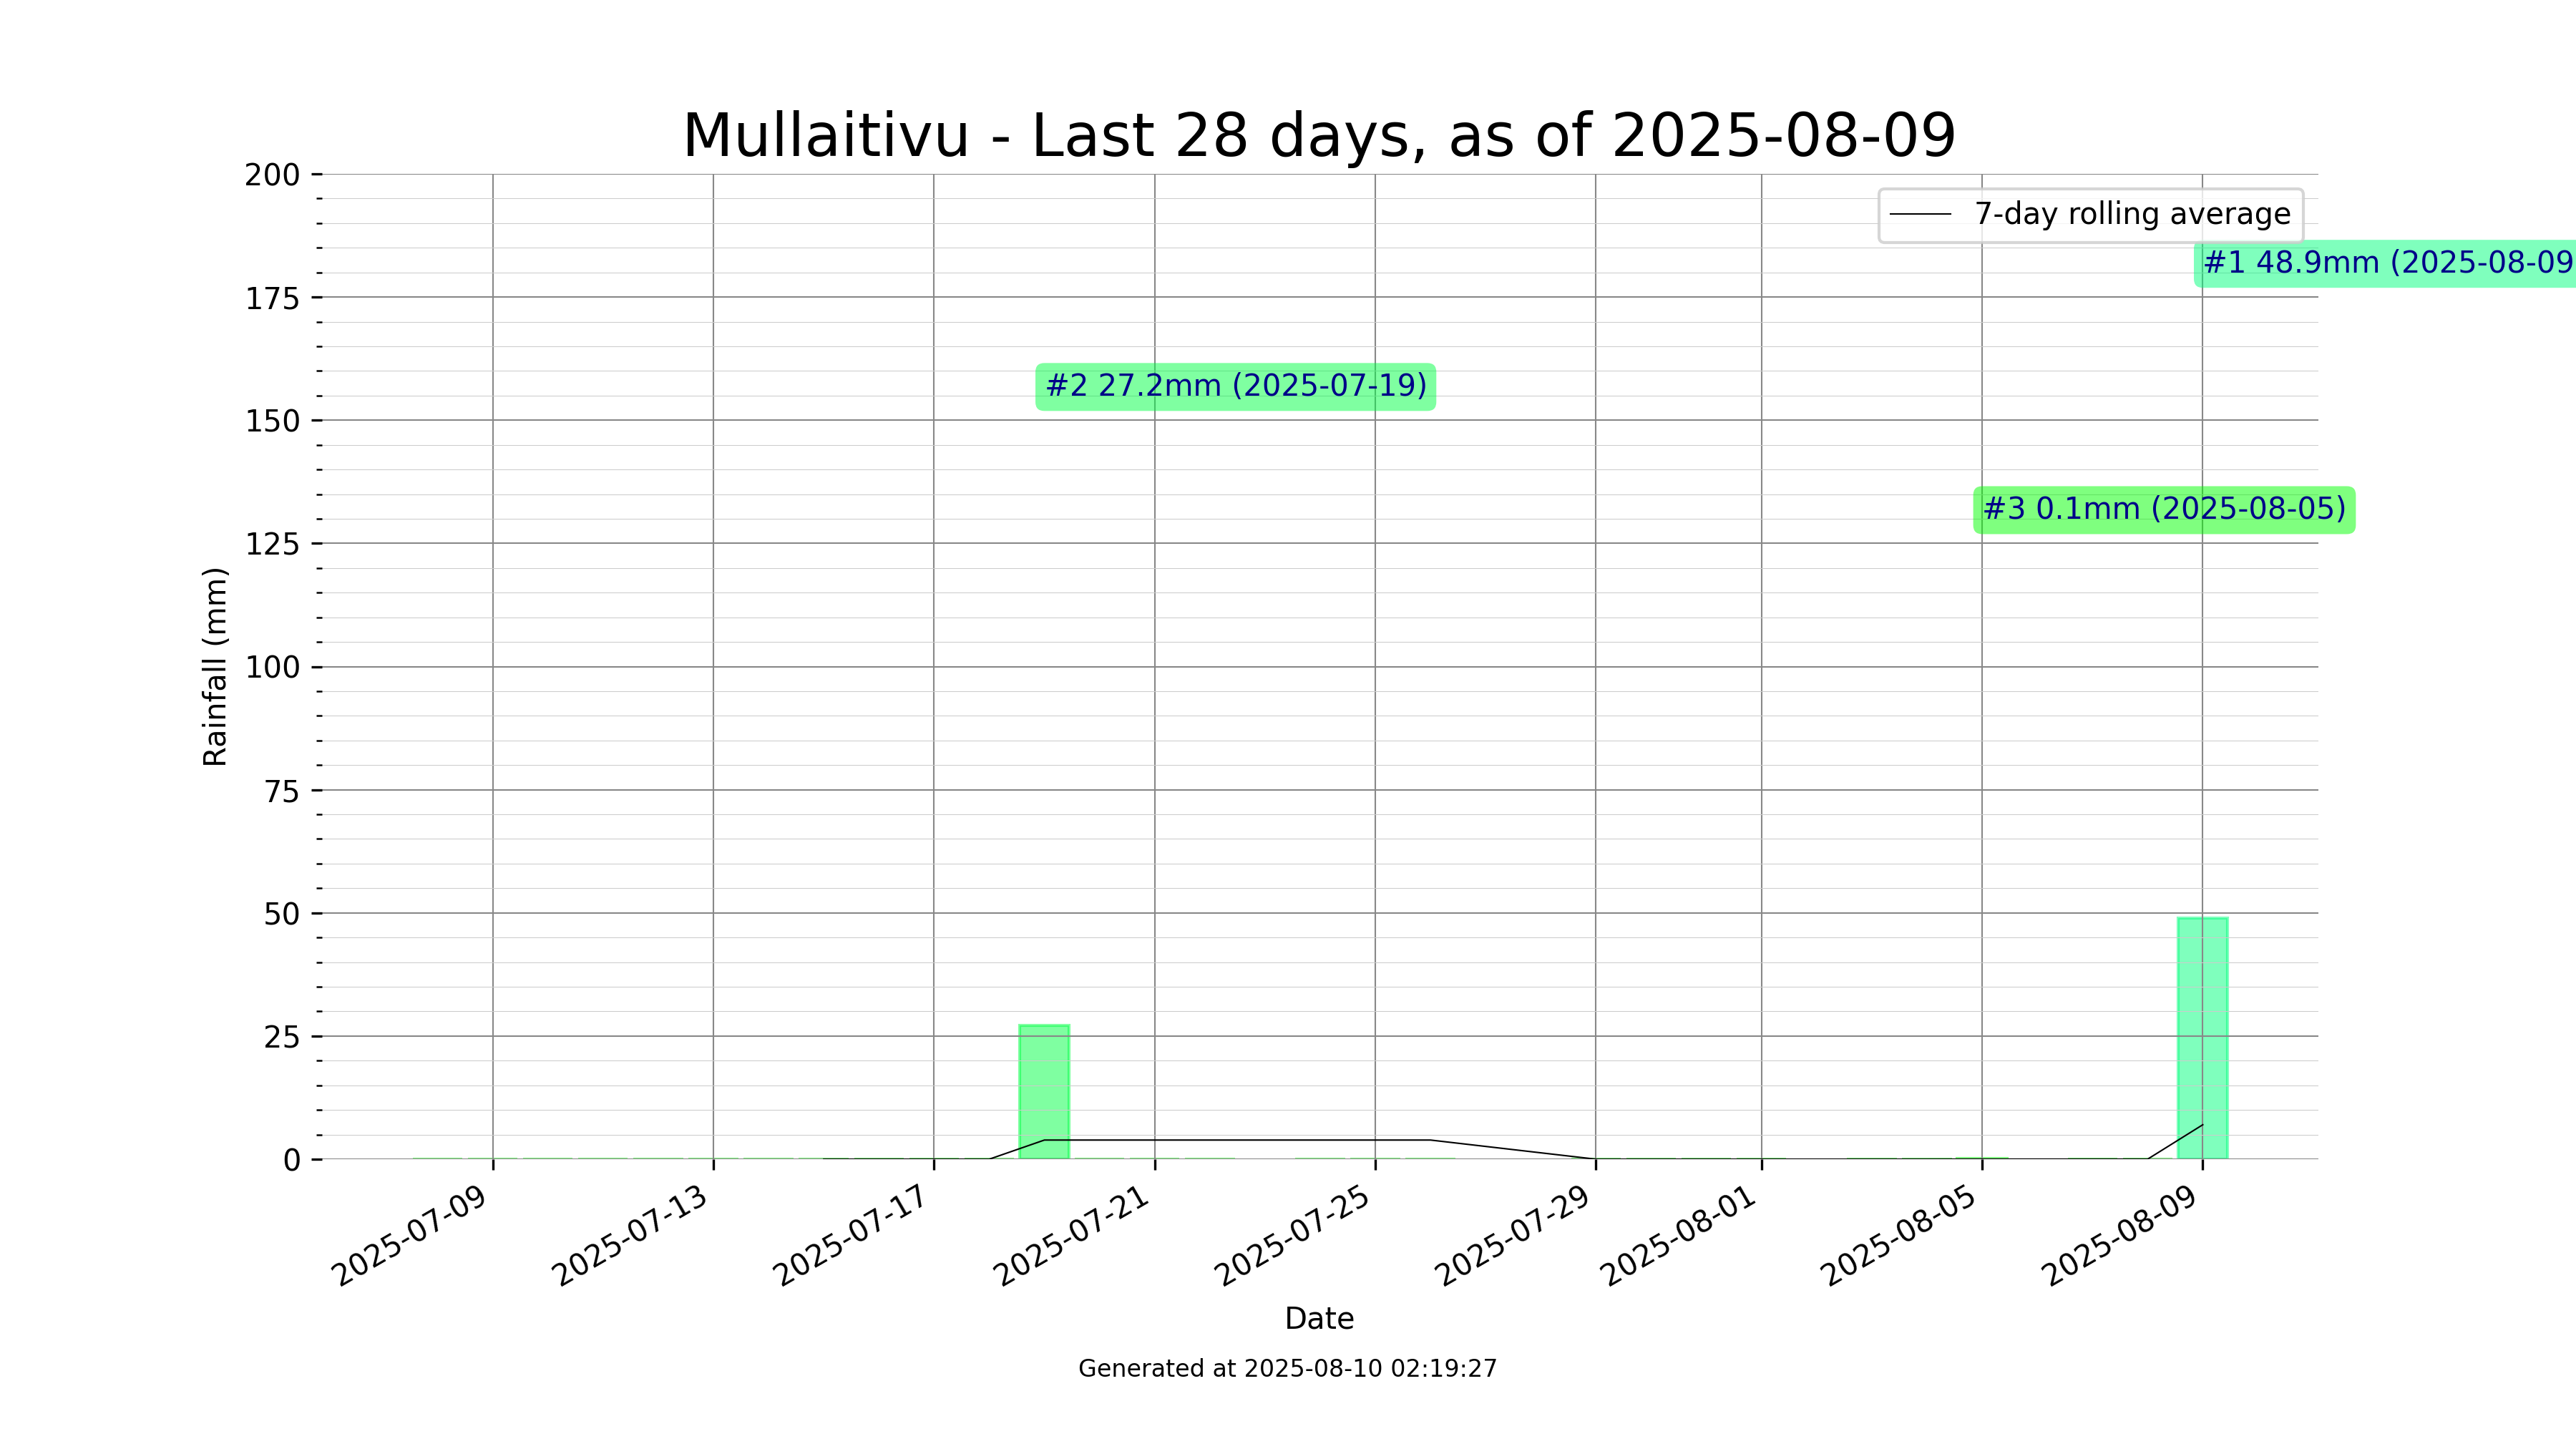 Mullaitivu - Last 28 days, as of 2025-08-09
200
175
150
125
100
75
50
25
0
Rainfall (mm)
7-day rolling average
#1 48.9mm (2025-08-09
#2 27.2mm (2025-07-19)
#3 0.1mm (2025-08-05)
2025-07-09
2025-07-13
2025-07-17
2025-07-21
2025-07-25
2025-07-29
2025-08-01
2025-08-05
2025-08-09
Date
Generated at 2025-08-10 02:19:27